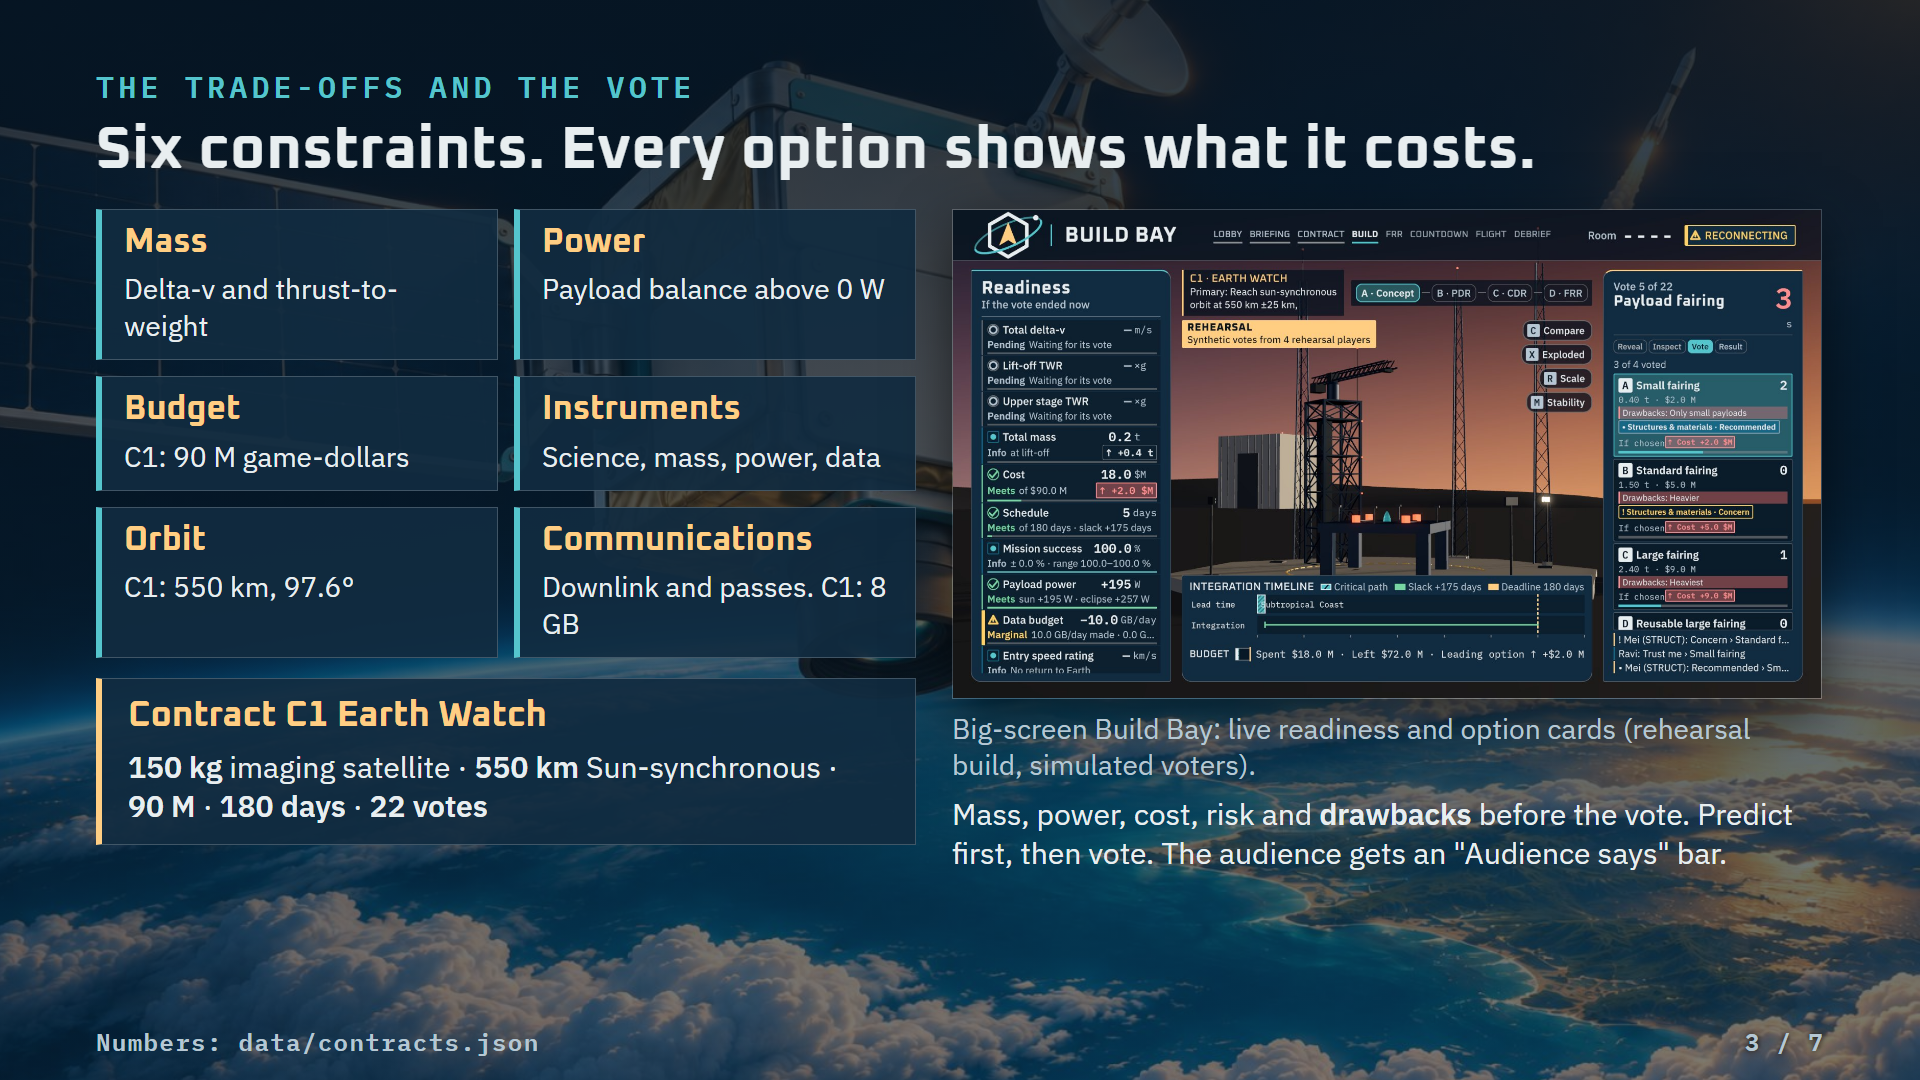 THE TRADE-OFFS AND THE VOTE
Six constraints. Every option shows what it costs.
Mass
Delta-v and thrust-to-
weight
Power
Payload balance above 0 W
Budget
C1: 90 M game-dollars
Instruments
Science, mass, power, data
Orbit
C1: 550 km, 97.6°
Communications
Downlink and passes. C1: 8
GB
Contract C1 Earth Watch
150 kg imaging satellite · 550 km Sun-synchronous ·
90 M · 180 days · 22 votes
BUILD BAY
LOBBY BRIEFING CONTRACT BUILD FRR COUNTDOWN FLIGHT DEBRIEF
Room - - - -
RECONNECTING
Readiness
If the vote ended now
Total delta-v — m/s
Pending Waiting for its vote
Lift-off TWR — ×g
Pending Waiting for its vote
Upper stage TWR — ×g
Pending Waiting for its vote
Total mass 0.2 t
Info at lift-off ↑ +0.4 t
Cost 18.0 $M
Meets of $90.0 M ↑ +2.0 $M
Schedule 5 days
Meets of 180 days · slack +175 days
Mission success 100.0 %
Info ± 0.0 % · range 100.0–100.0 %
Payload power +195 W
Meets sun +195 W · eclipse +257 W
Data budget −10.0 GB/day
Marginal 10.0 GB/day made · 0.0 G...
Entry speed rating — km/s
Info No return to Earth
C1 · EARTH WATCH
Primary: Reach sun-synchronous
orbit at 550 km ±25 km,
A · Concept B · PDR C · CDR D · FRR
REHEARSAL
Synthetic votes from 4 rehearsal players
C Compare
X Exploded
R Scale
M Stability
INTEGRATION TIMELINE Critical path Slack +175 days Deadline 180 days
Lead time Subtropical Coast
Integration
BUDGET Spent $18.0 M · Left $72.0 M · Leading option ↑ +$2.0 M
Vote 5 of 22
Payload fairing
3
s
Reveal Inspect Vote Result
3 of 4 voted
A Small fairing 2
0.40 t · $2.0 M
Drawbacks: Only small payloads
• Structures & materials · Recommended
If chosen ↑ Cost +2.0 $M
B Standard fairing 0
1.50 t · $5.0 M
Drawbacks: Heavier
! Structures & materials · Concern
If chosen ↑ Cost +5.0 $M
C Large fairing 1
2.40 t · $9.0 M
Drawbacks: Heaviest
If chosen ↑ Cost +9.0 $M
D Reusable large fairing 0
! Mei (STRUCT): Concern › Standard f...
Ravi: Trust me › Small fairing
• Mei (STRUCT): Recommended › Sm...
Big-screen Build Bay: live readiness and option cards (rehearsal
build, simulated voters).
Mass, power, cost, risk and drawbacks before the vote. Predict
first, then vote. The audience gets an "Audience says" bar.
Numbers: data/contracts.json
3 / 7